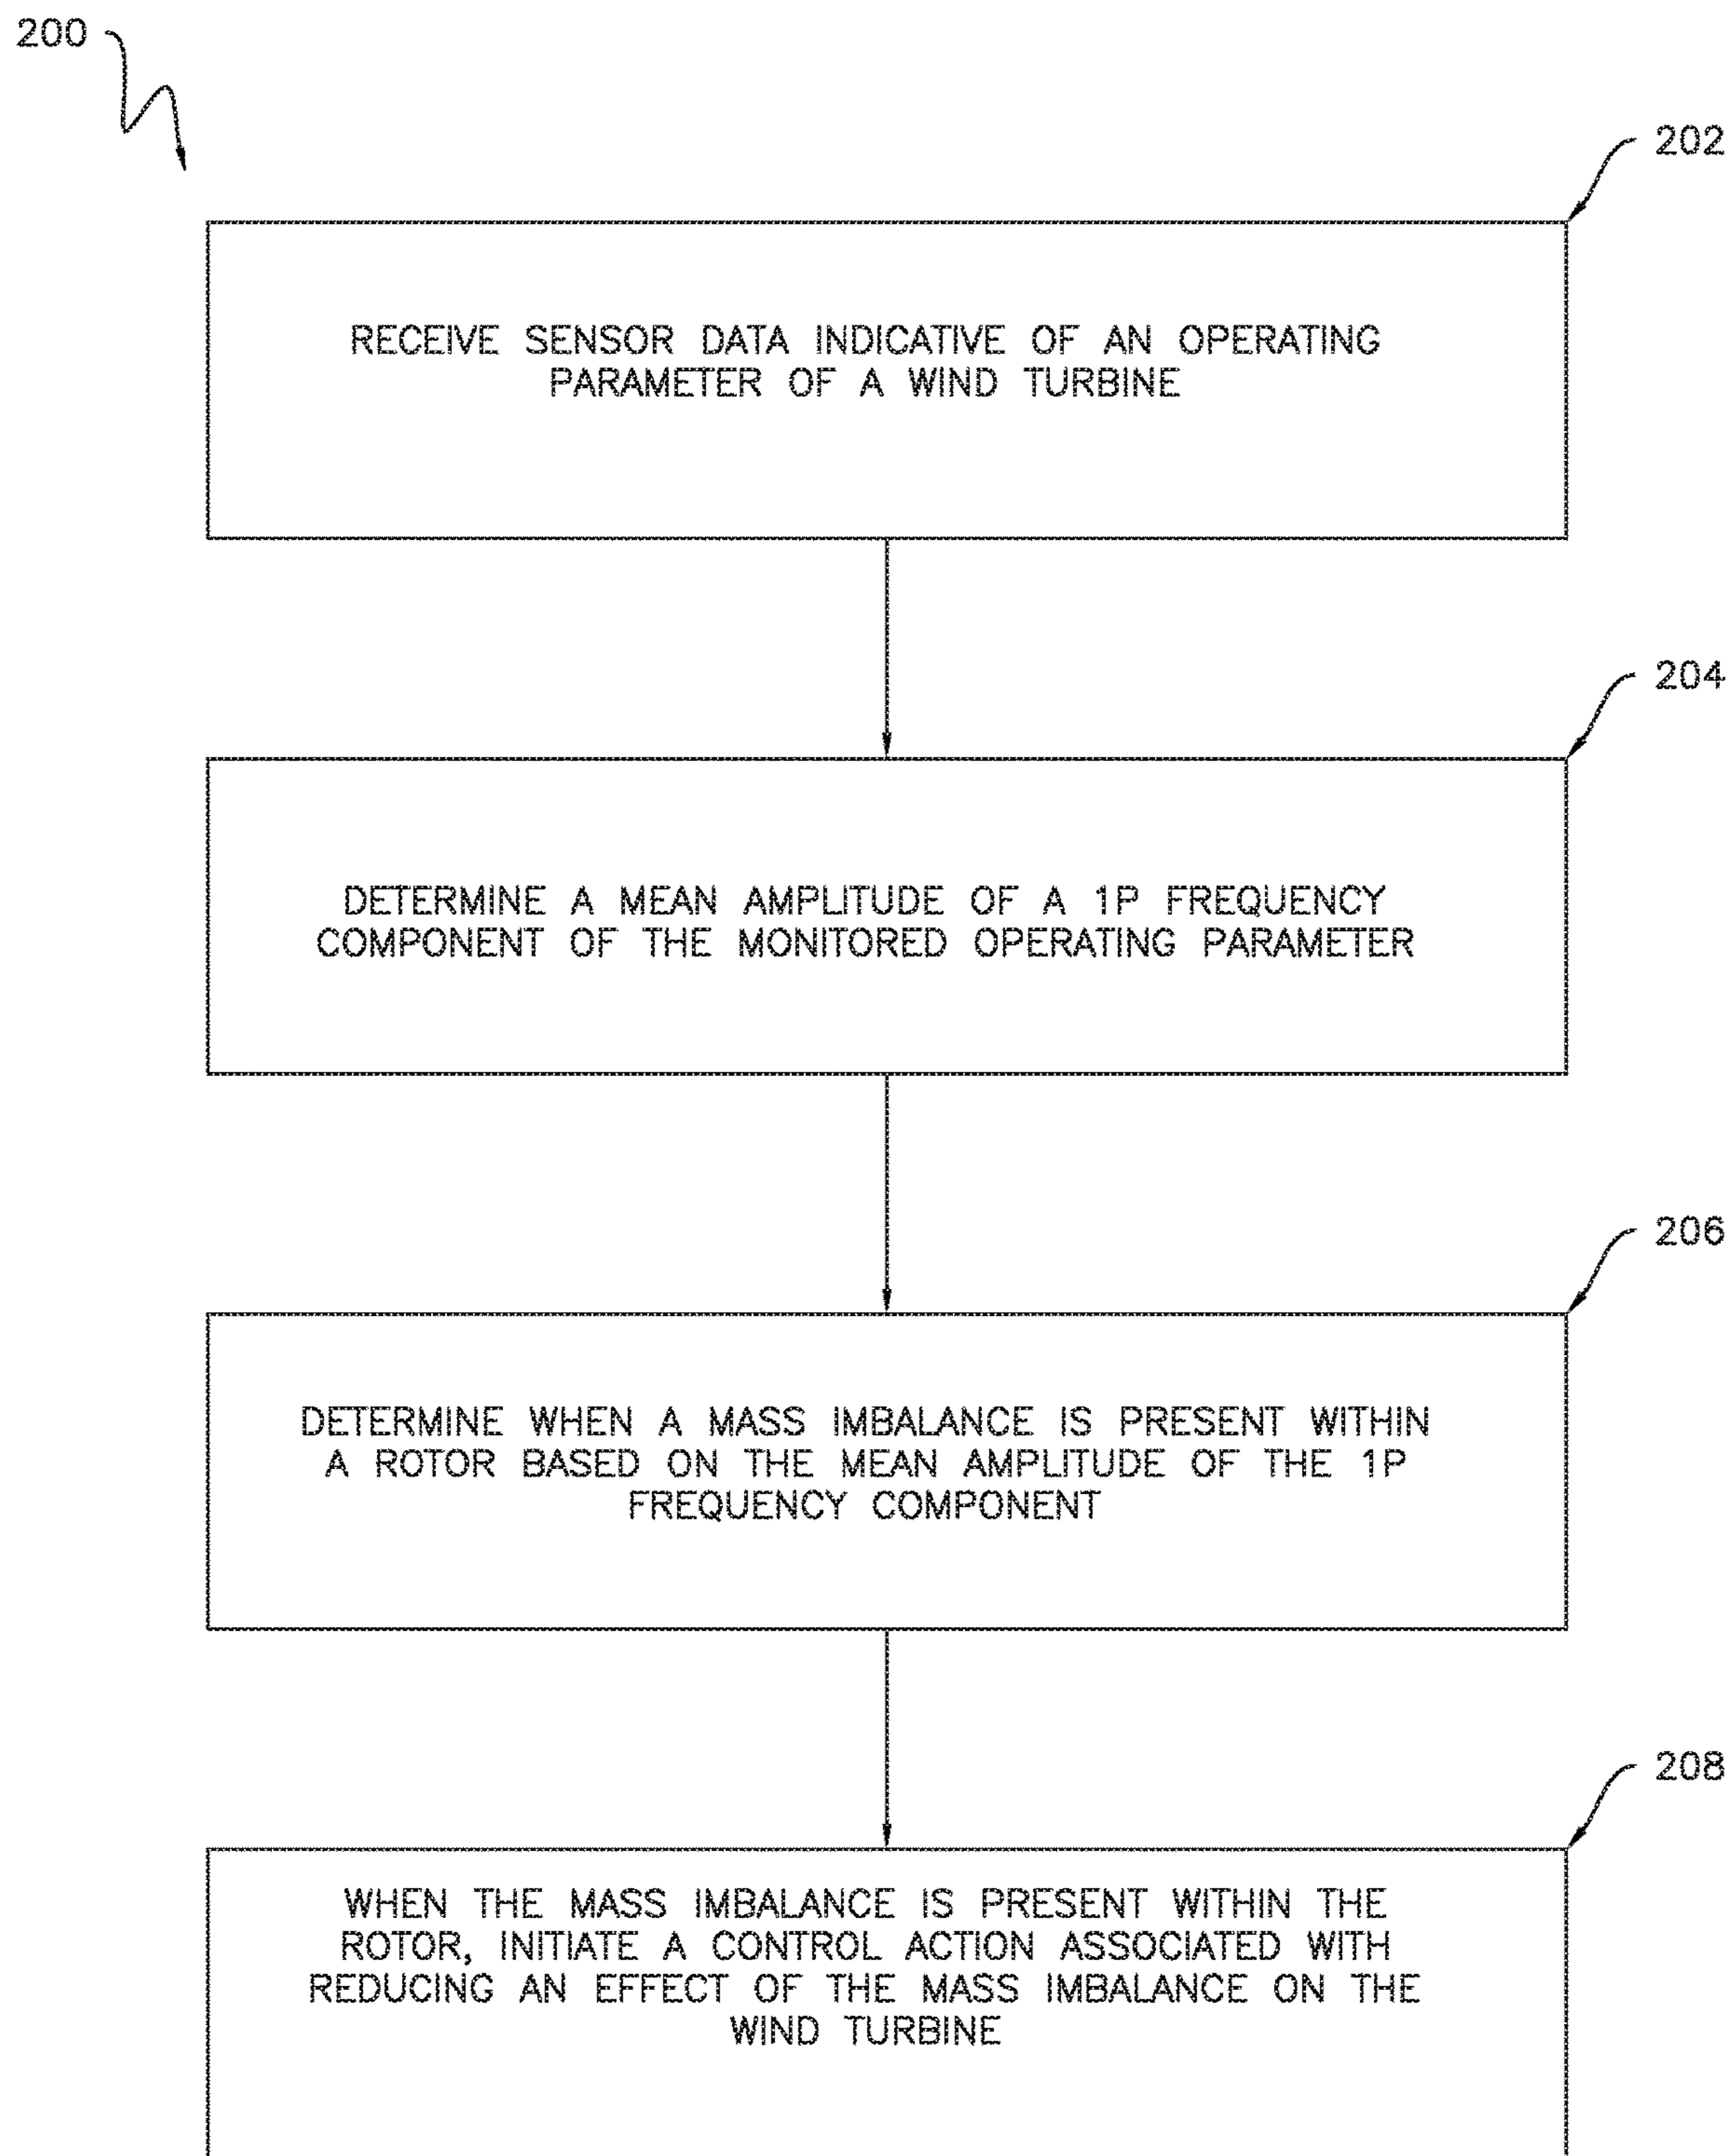 200
202
RECEIVE SENSOR DATA INDICATIVE OF AN OPERATING
PARAMETER OF A WIND TURBINE
204
DETERMINE A MEAN AMPLITUDE OF A 1P FREQUENCY
COMPONENT OF THE MONITORED OPERATING PARAMETER
206
DETERMINE WHEN A MASS IMBALANCE IS PRESENT WITHIN
A ROTOR BASED ON THE MEAN AMPLITUDE OF THE 1P
FREQUENCY COMPONENT
208
WHEN THE MASS IMBALANCE IS PRESENT WITHIN THE
ROTOR, INITIATE A CONTROL ACTION ASSOCIATED WITH
REDUCING AN EFFECT OF THE MASS IMBALANCE ON THE
WIND TURBINE